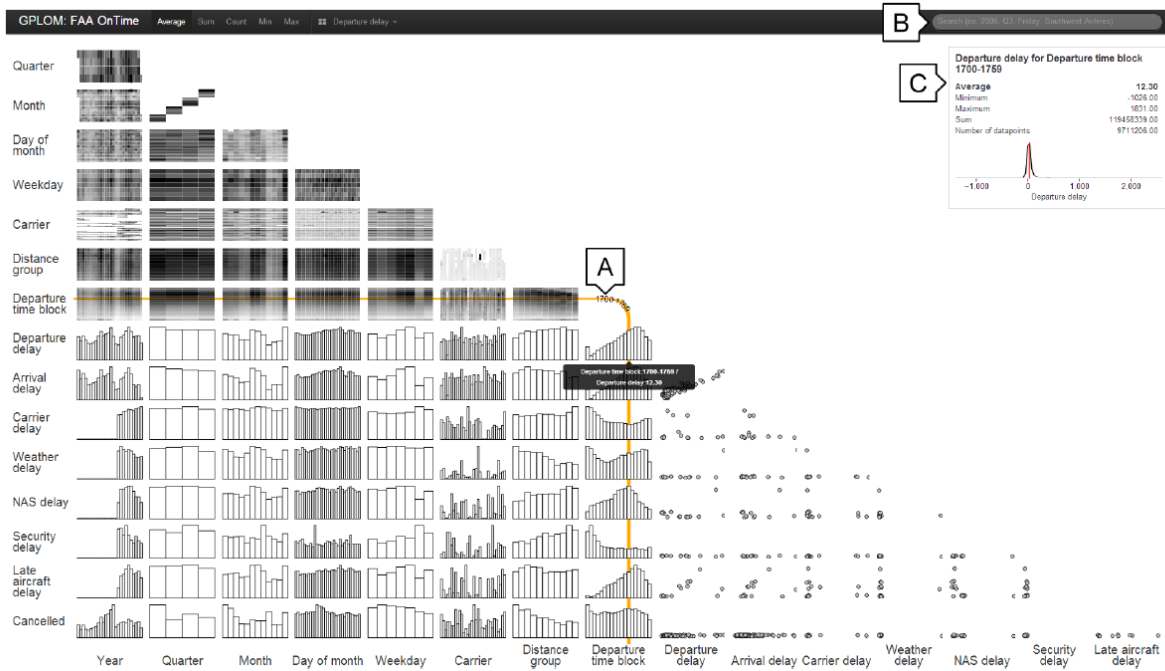 GPLOM: FAA OnTime Average Sum Count Min Max Departure delay
Search (ex. 2006, Q3, Friday, Southwest Airlines)
B
Departure delay for Departure time block
1700-1759
Average 12.30
Minimum -1026.00
Maximum 1831.00
Sum 119458339.00
Number of datapoints 9711206.00
−1,000 0 1,000 2,000
Departure delay
C
Quarter
Month
Day of
month
Weekday
Carrier
Distance
group
A
Departure
time block
1700-1759
Departure
delay
Departure time block:1700-1759 /
Departure delay:12.30
Arrival
delay
Carrier
delay
Weather
delay
NAS delay
Security
delay
Late
aircraft
delay
Cancelled
Year Quarter Month Day of month Weekday Carrier Distance
group Departure
time block Departure
delay Arrival delay Carrier delay Weather
delay NAS delay Security
delay Late aircraft
delay